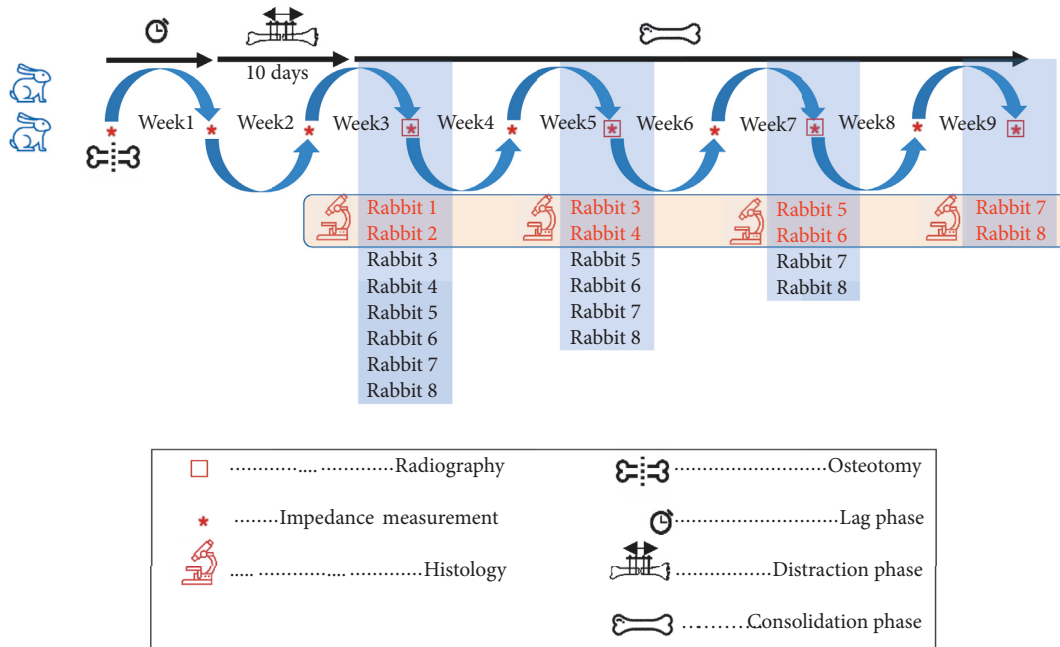 10 days
Week1 Week2 Week3 Week4 Week5 Week6 Week7 Week8 Week9
Rabbit 1 Rabbit 3 Rabbit 5 Rabbit 7
Rabbit 2 Rabbit 4 Rabbit 6 Rabbit 8
Rabbit 3 Rabbit 5 Rabbit 7
Rabbit 4 Rabbit 6 Rabbit 8
Rabbit 5 Rabbit 7
Rabbit 6 Rabbit 8
Rabbit 7
Rabbit 8
................ ................Radiography
........Impedance measurement
..... ................. ................Histology
.......................Osteotomy
........................Lag phase
...............Distraction phase
... ...........Consolidation phase